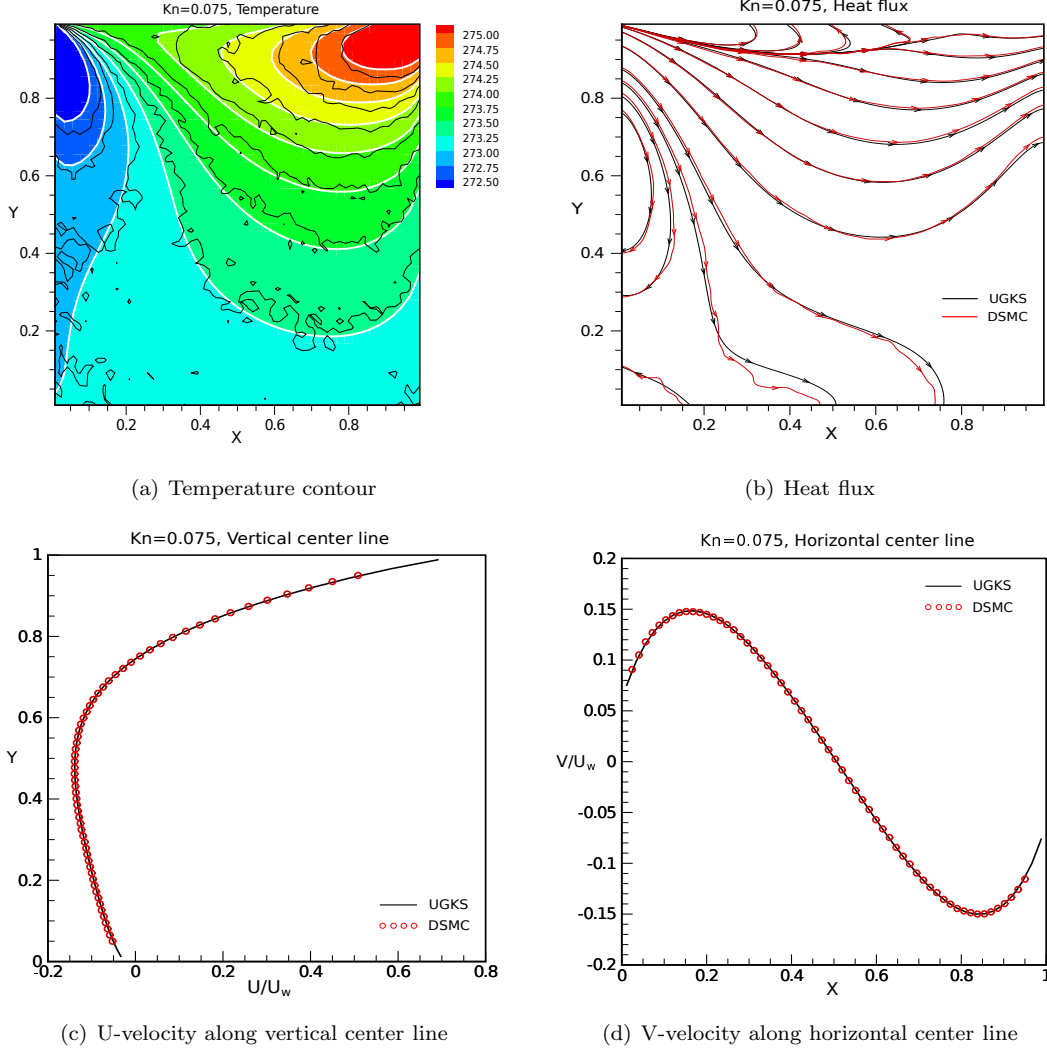 Kn=0.075, Temperature
Y
0.8
0.6
0.4
0.2
0.2
0.4
0.6
0.8
X
275.00
274.75
274.50
274.25
274.00
273.75
273.50
273.25
273.00
272.75
272.50
(a) Temperature contour
Kn=0.075, Heat flux
Y
0.8
0.6
0.4
0.2
0.2
0.4
0.6
0.8
X
UGKS
DSMC
(b) Heat flux
Kn=0.075, Vertical center line
Y
1
0.8
0.6
0.4
0.2
0
-0.2
0
0.2
0.4
0.6
0.8
U/Uw
UGKS
DSMC
(c) U-velocity along vertical center line
Kn=0.075, Horizontal center line
V/Uw
0.2
0.15
0.1
0.05
0
-0.05
-0.1
-0.15
-0.2
0
0.2
0.4
0.6
0.8
1
X
UGKS
DSMC
(d) V-velocity along horizontal center line